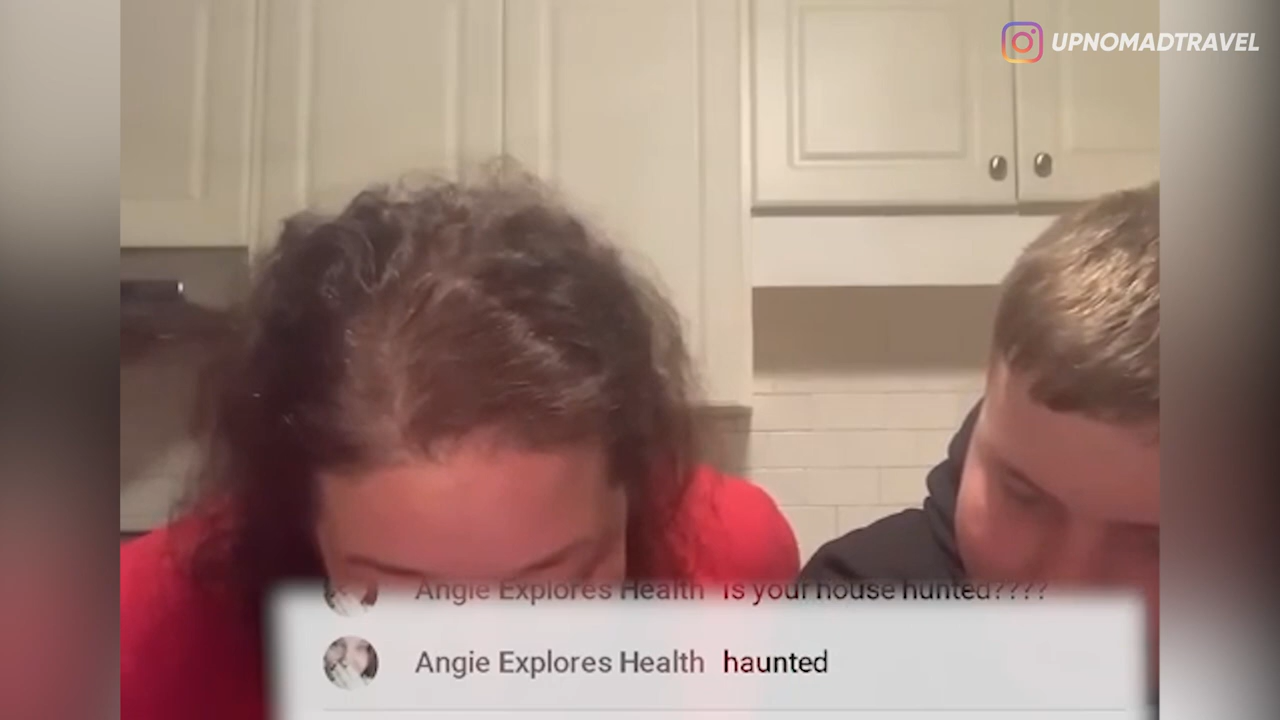 UPNOMADTRAVEL
Angie Explores Health Is your house hunted????
Angie Explores Health haunted